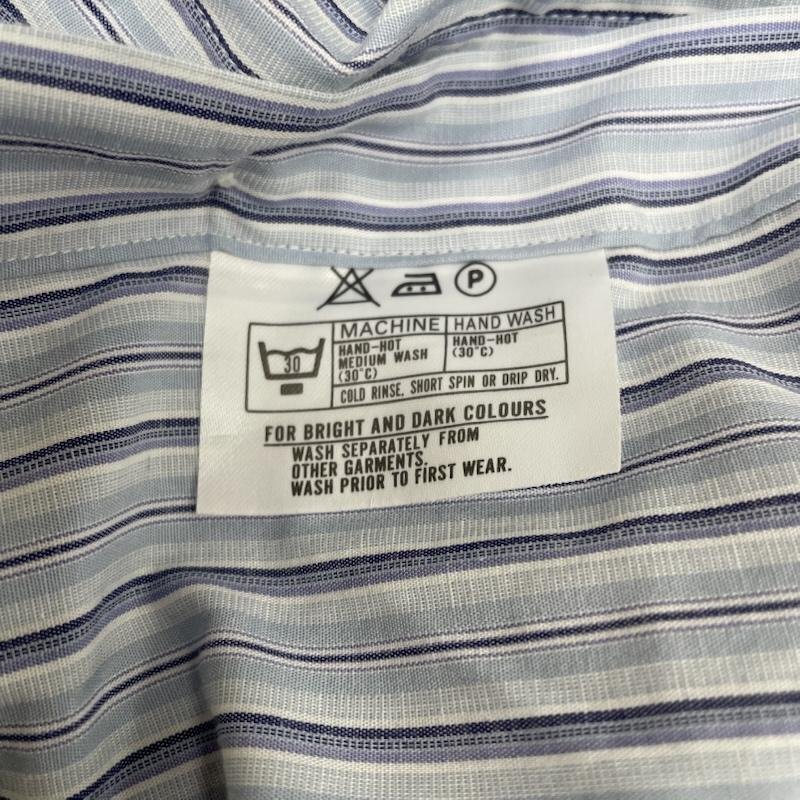 P
MACHINE HAND WASH
30
HAND-HOT
MEDIUM WASH
(30°C)
HAND-HOT
(30°C)
COLD RINSE. SHORT SPIN OR DRIP DRY.
FOR BRIGHT AND DARK COLOURS
WASH SEPARATELY FROM
OTHER GARMENTS,
WASH PRIOR TO FIRST WEAR.